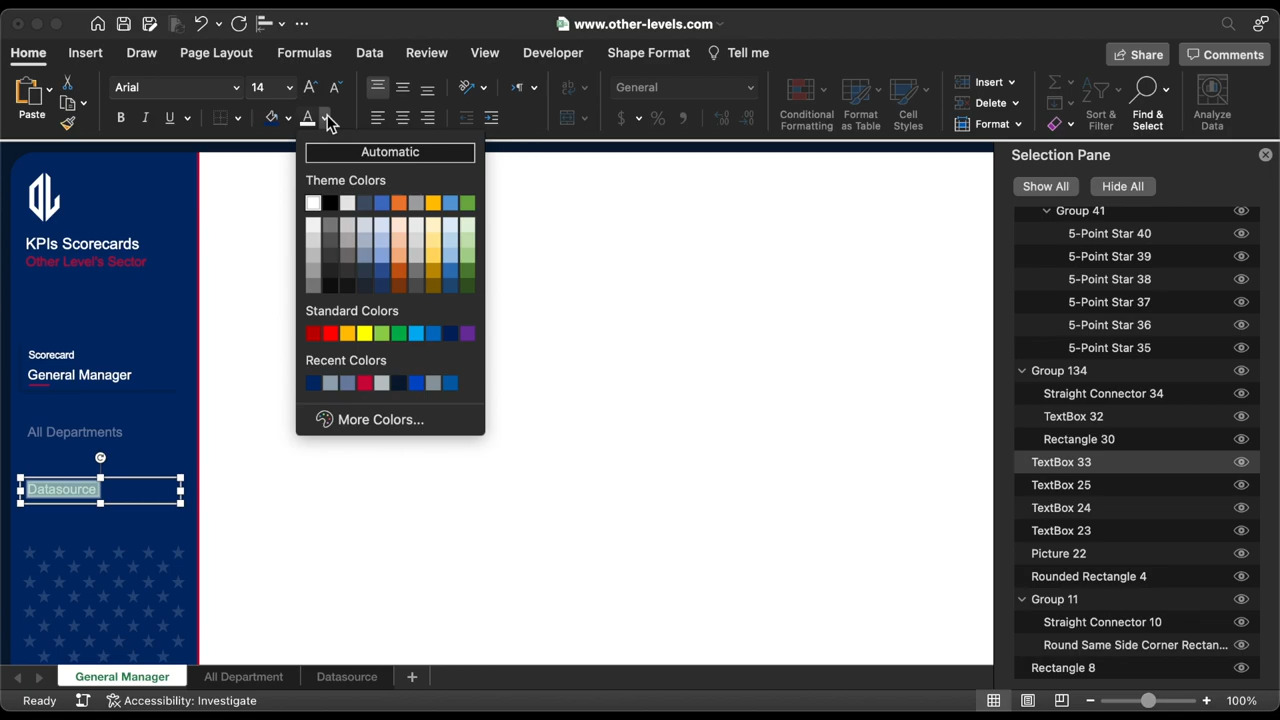 www.other-levels.com
Home Insert Draw Page Layout Formulas Data Review View Developer Shape Format Tell me Share Comments
Paste Arial 14 General Conditional Formatting Format as Table Cell Styles Insert Delete Format Sort & Filter Find & Select Analyze Data
B I U A $ % 
Automatic
Theme Colors
Standard Colors
Recent Colors
More Colors...
KPIs Scorecards
Other Level's Sector
Scorecard
General Manager
All Departments
Datasource
Selection Pane
Show All Hide All
Group 41
5-Point Star 40
5-Point Star 39
5-Point Star 38
5-Point Star 37
5-Point Star 36
5-Point Star 35
Group 134
Straight Connector 34
TextBox 32
Rectangle 30
TextBox 33
TextBox 25
TextBox 24
TextBox 23
Picture 22
Rounded Rectangle 4
Group 11
Straight Connector 10
Round Same Side Corner Rectan...
Rectangle 8
General Manager All Department Datasource
Ready Accessibility: Investigate 100%